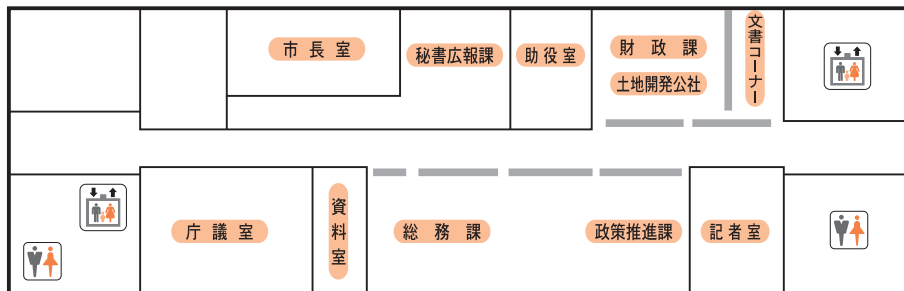 市長室
秘書広報課
助役室
財政課
土地開発公社
文書コーナー
庁議室
資料室
総務課
政策推進課
記者室